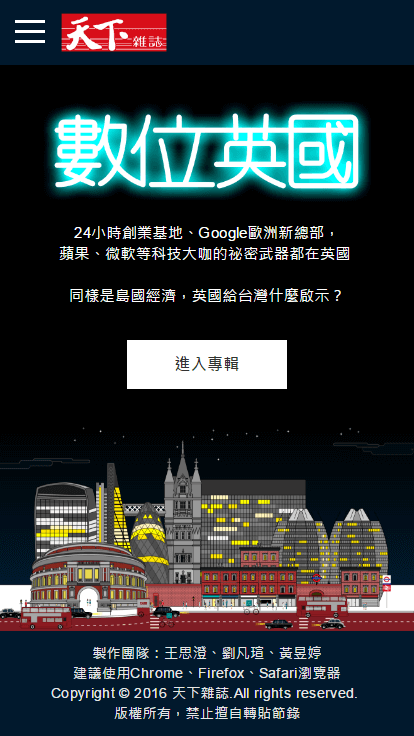 天下雜誌
數位英國
24小時創業基地、Google歐洲新總部，
蘋果、微軟等科技大咖的祕密武器都在英國
同樣是島國經濟，英國給台灣什麼啟示？
進入專輯
製作團隊：王思澄、劉凡瑄、黃昱婷
建議使用Chrome、Firefox、Safari瀏覽器
Copyright © 2016 天下雜誌.All rights reserved.
版權所有，禁止擅自轉貼節錄